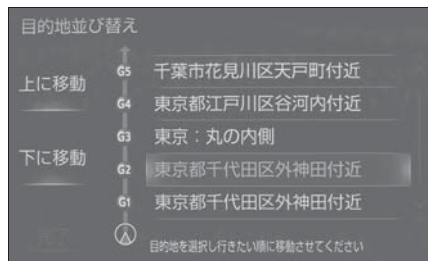 目的地並び替え
上に移動
下に移動
G5 千葉市花見川区天戸町付近
G4 東京都江戸川区谷河内付近
G3 東京：丸の内側
G2 東京都千代田区外神田付近
G1 東京都千代田区外神田付近
目的地を選択し行きたい順に移動させてください